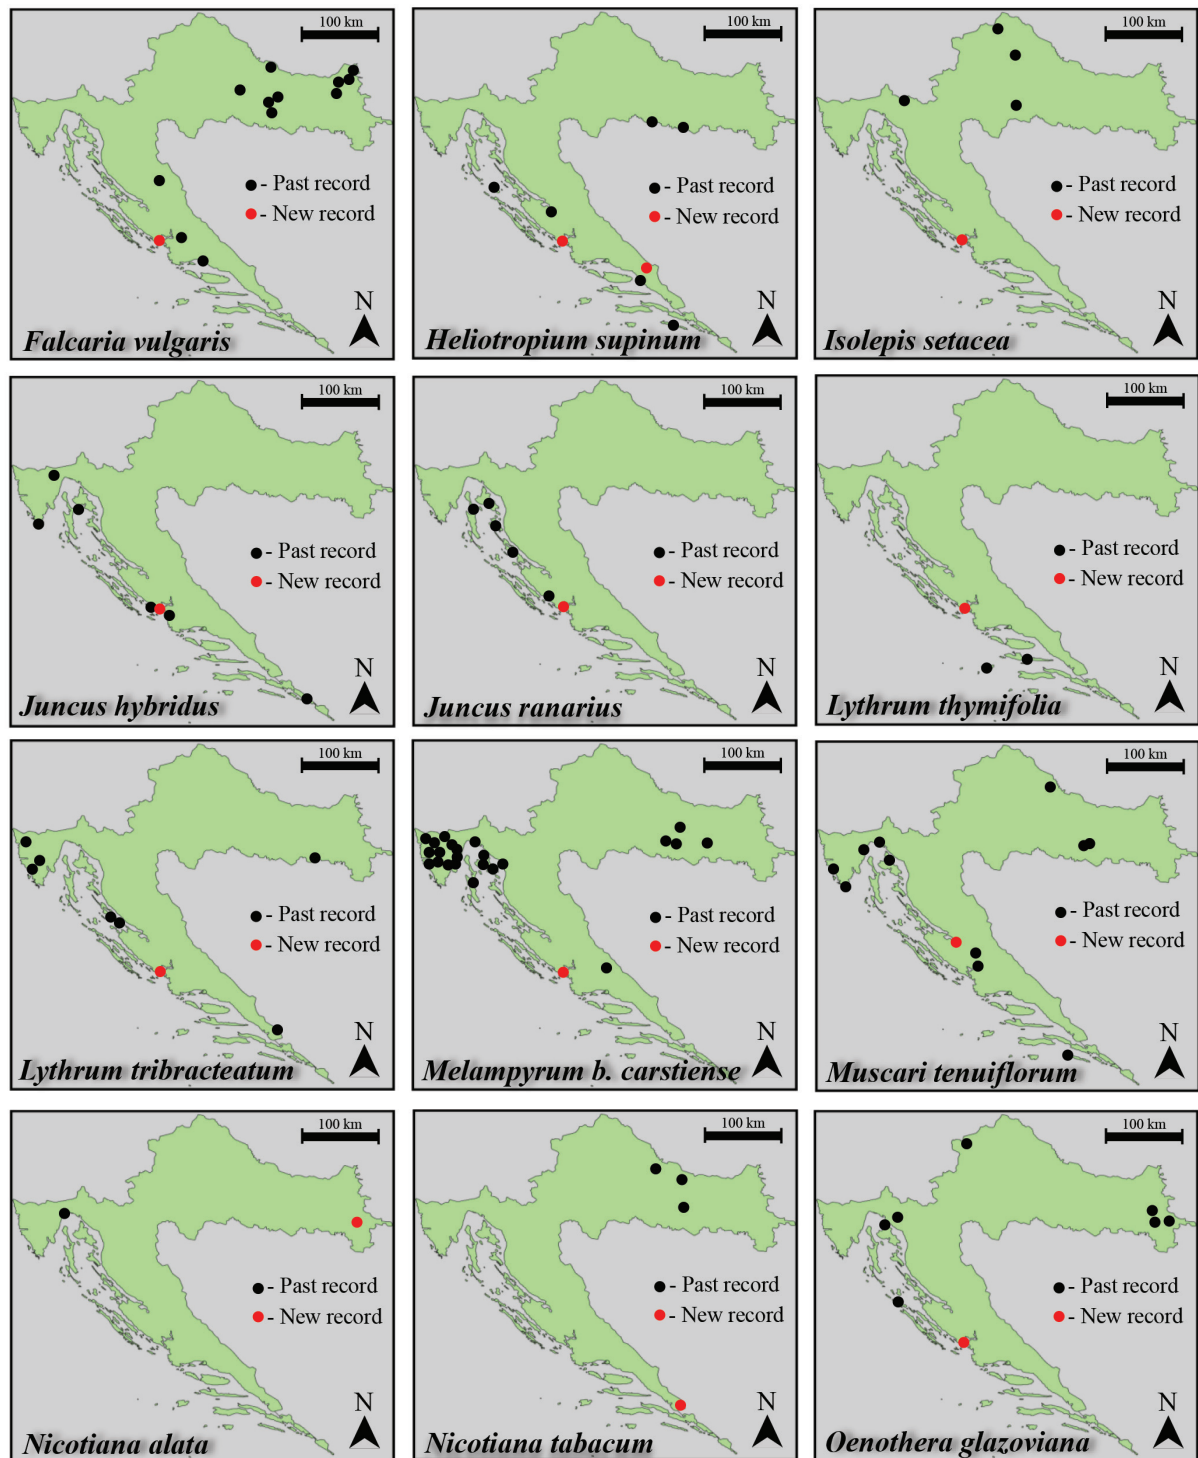 100 km
- Past record
- New record
N
Falcaria vulgaris
100 km
- Past record
- New record
N
Heliotropium supinum
100 km
- Past record
- New record
N
Isolepis setacea
100 km
- Past record
- New record
N
Juncus hybridus
100 km
- Past record
- New record
N
Juncus ranarius
100 km
- Past record
- New record
N
Lythrum thymifolia
100 km
- Past record
- New record
N
Lythrum tribracteatum
100 km
- Past record
- New record
N
Melampyrum b. carstiense
100 km
- Past record
- New record
N
Muscari tenuiflorum
100 km
- Past record
- New record
N
Nicotiana alata
100 km
- Past record
- New record
N
Nicotiana tabacum
100 km
- Past record
- New record
N
Oenothera glazoviana